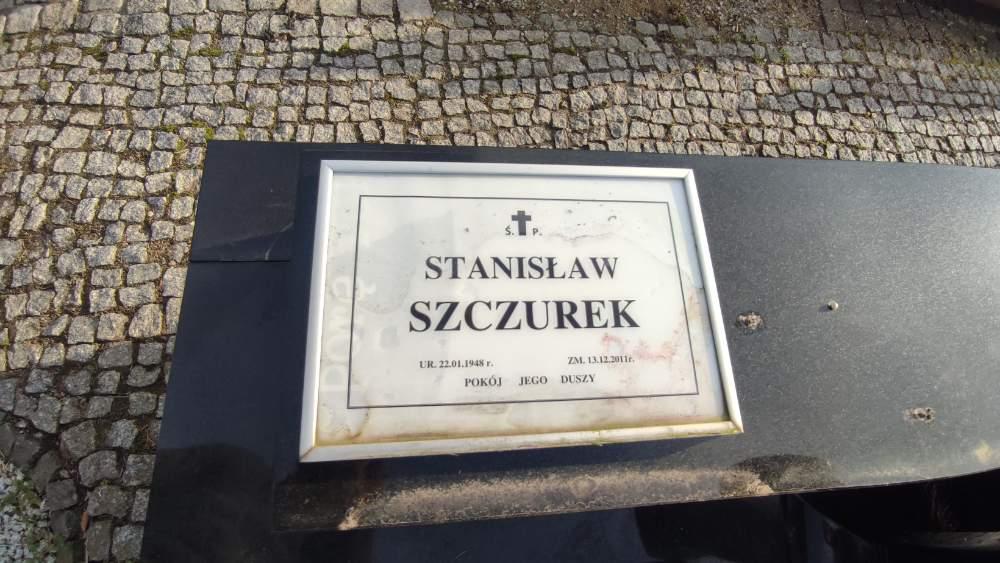 Ś. P.
STANISŁAW
SZCZUREK
UR. 22.01.1948 r. ZM. 13.12.2011r.
POKÓJ JEGO DUSZY